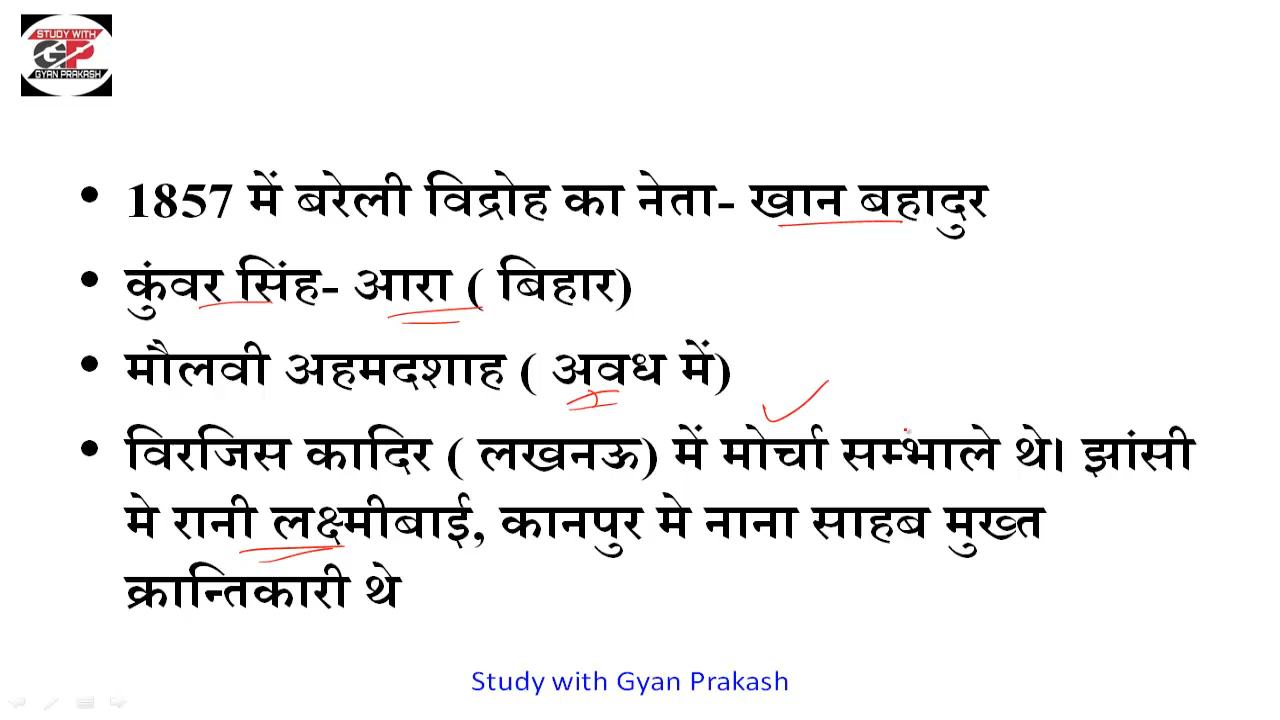 STUDY WITH
GP
GYAN PRAKASH
• 1857 में बरेली विद्रोह का नेता- खान बहादुर
• कुंवर सिंह- आरा ( बिहार)
• मौलवी अहमदशाह ( अवध में)
• विरजिस कादिर ( लखनऊ) में मोर्चा सम्भाले थे। झांसी
मे रानी लक्ष्मीबाई, कानपुर मे नाना साहब मुख्त
क्रान्तिकारी थे
Study with Gyan Prakash